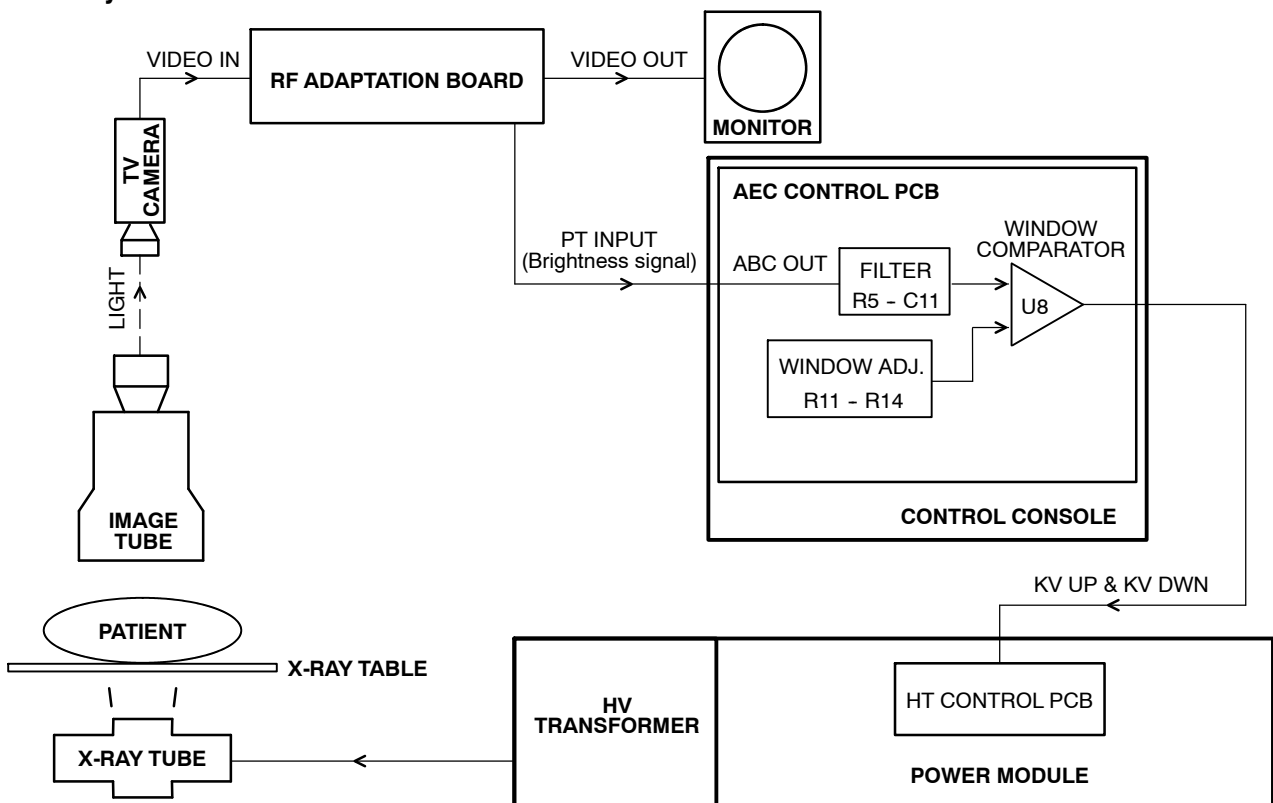 VIDEO IN
RF ADAPTATION BOARD
VIDEO OUT
MONITOR
TV
CAMERA
LIGHT
IMAGE
TUBE
PATIENT
X-RAY TABLE
X-RAY TUBE
PT INPUT
(Brightness signal)
AEC CONTROL PCB
ABC OUT
FILTER
R5 - C11
WINDOW
COMPARATOR
U8
WINDOW ADJ.
R11 - R14
CONTROL CONSOLE
KV UP & KV DWN
HV
TRANSFORMER
HT CONTROL PCB
POWER MODULE